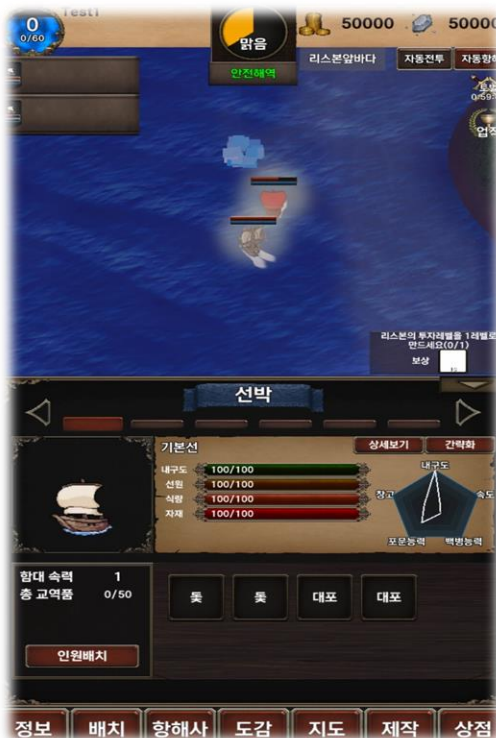 Test1
0
0/60
맑음
안전해역
50000
5000
리스본앞바다
자동전투
자동항해
0:59
업적
리스본의 투자레벨을 1레벨로
만드세요(0/1)
보상
선박
기본선
상세보기
간략화
내구도 100/100
선원 100/100
식량 100/100
자재 100/100
내구도
창고
속도
포문능력
백병능력
함대 속력 1
총 교역품 0/50
돛
돛
대포
대포
인원배치
정보
배치
항해사
도감
지도
제작
상점